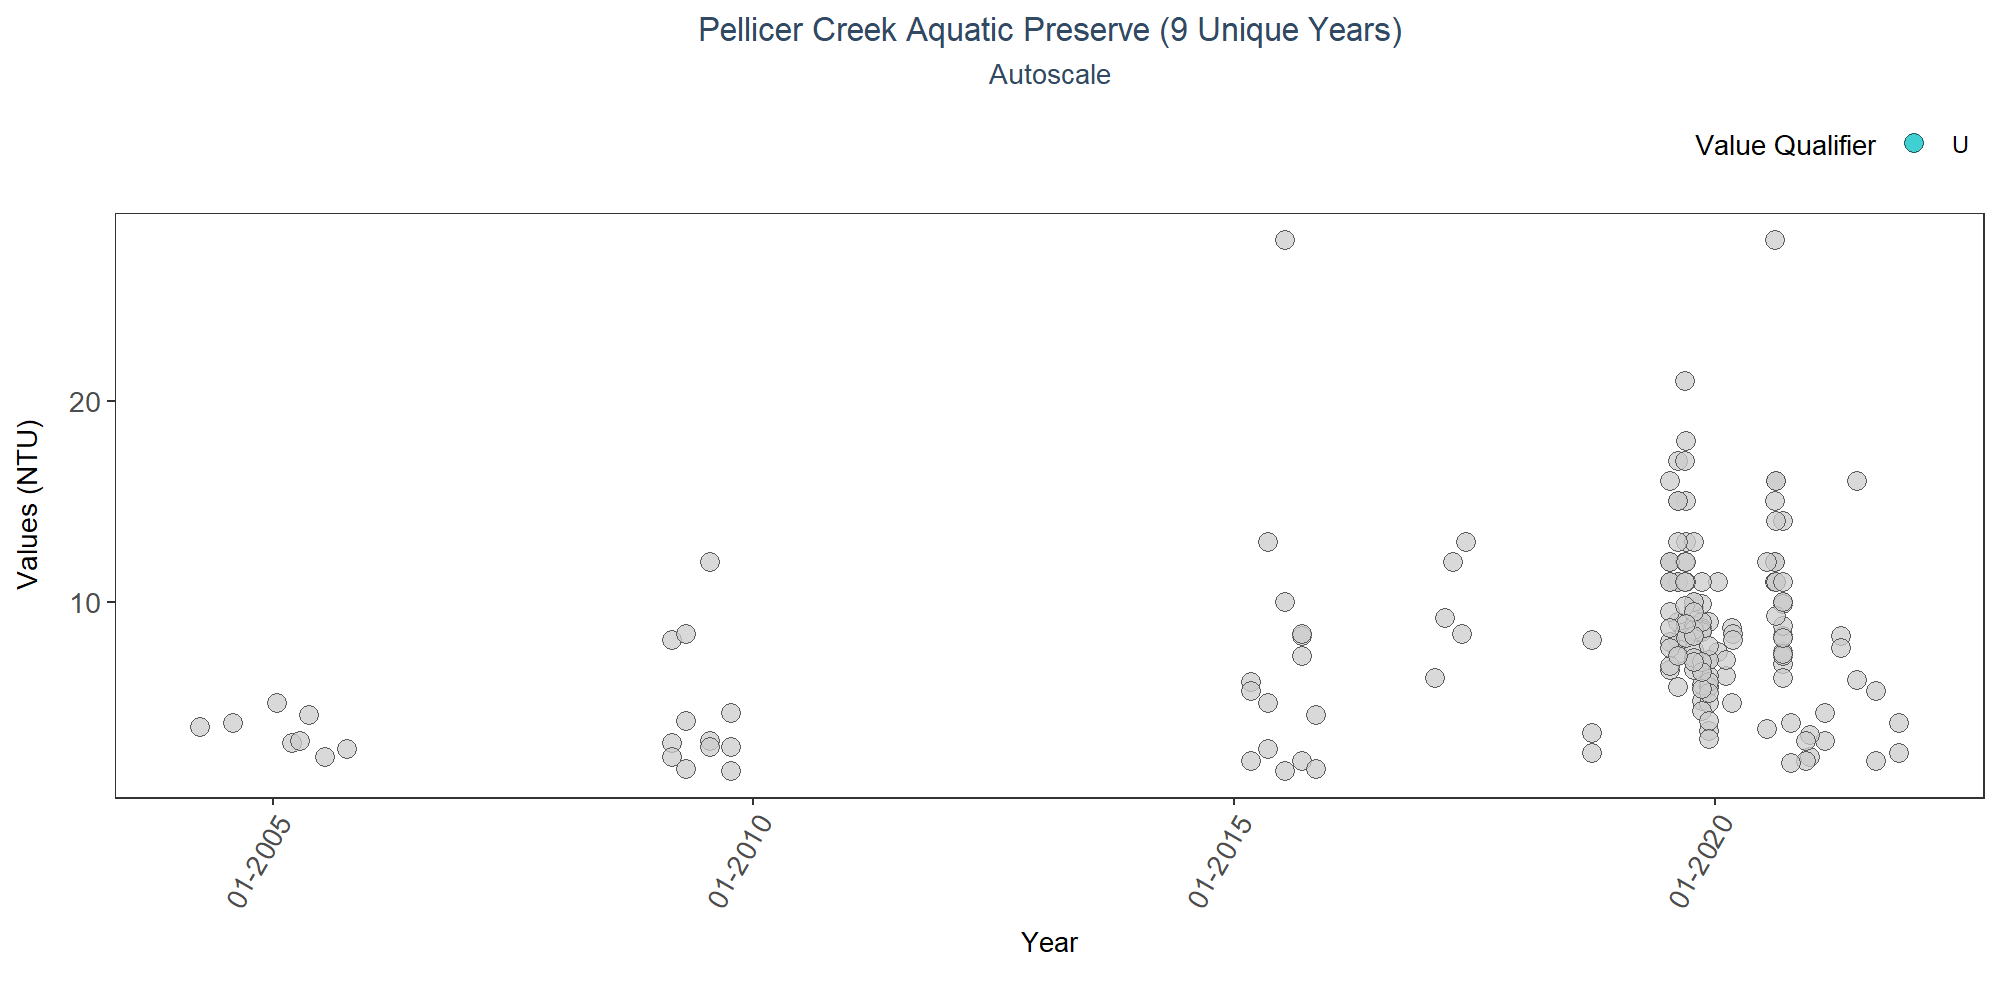 Pellicer Creek Aquatic Preserve (9 Unique Years)
Autoscale
Value Qualifier U
Values (NTU)
20
10
01-2005 01-2010 01-2015 01-2020
Year